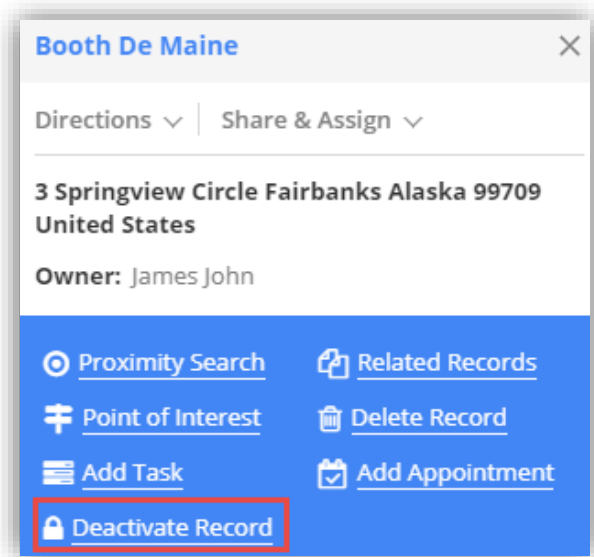 Booth De Maine
Directions Share & Assign
3 Springview Circle Fairbanks Alaska 99709
United States
Owner: James John
Proximity Search Related Records
Point of Interest Delete Record
Add Task Add Appointment
Deactivate Record